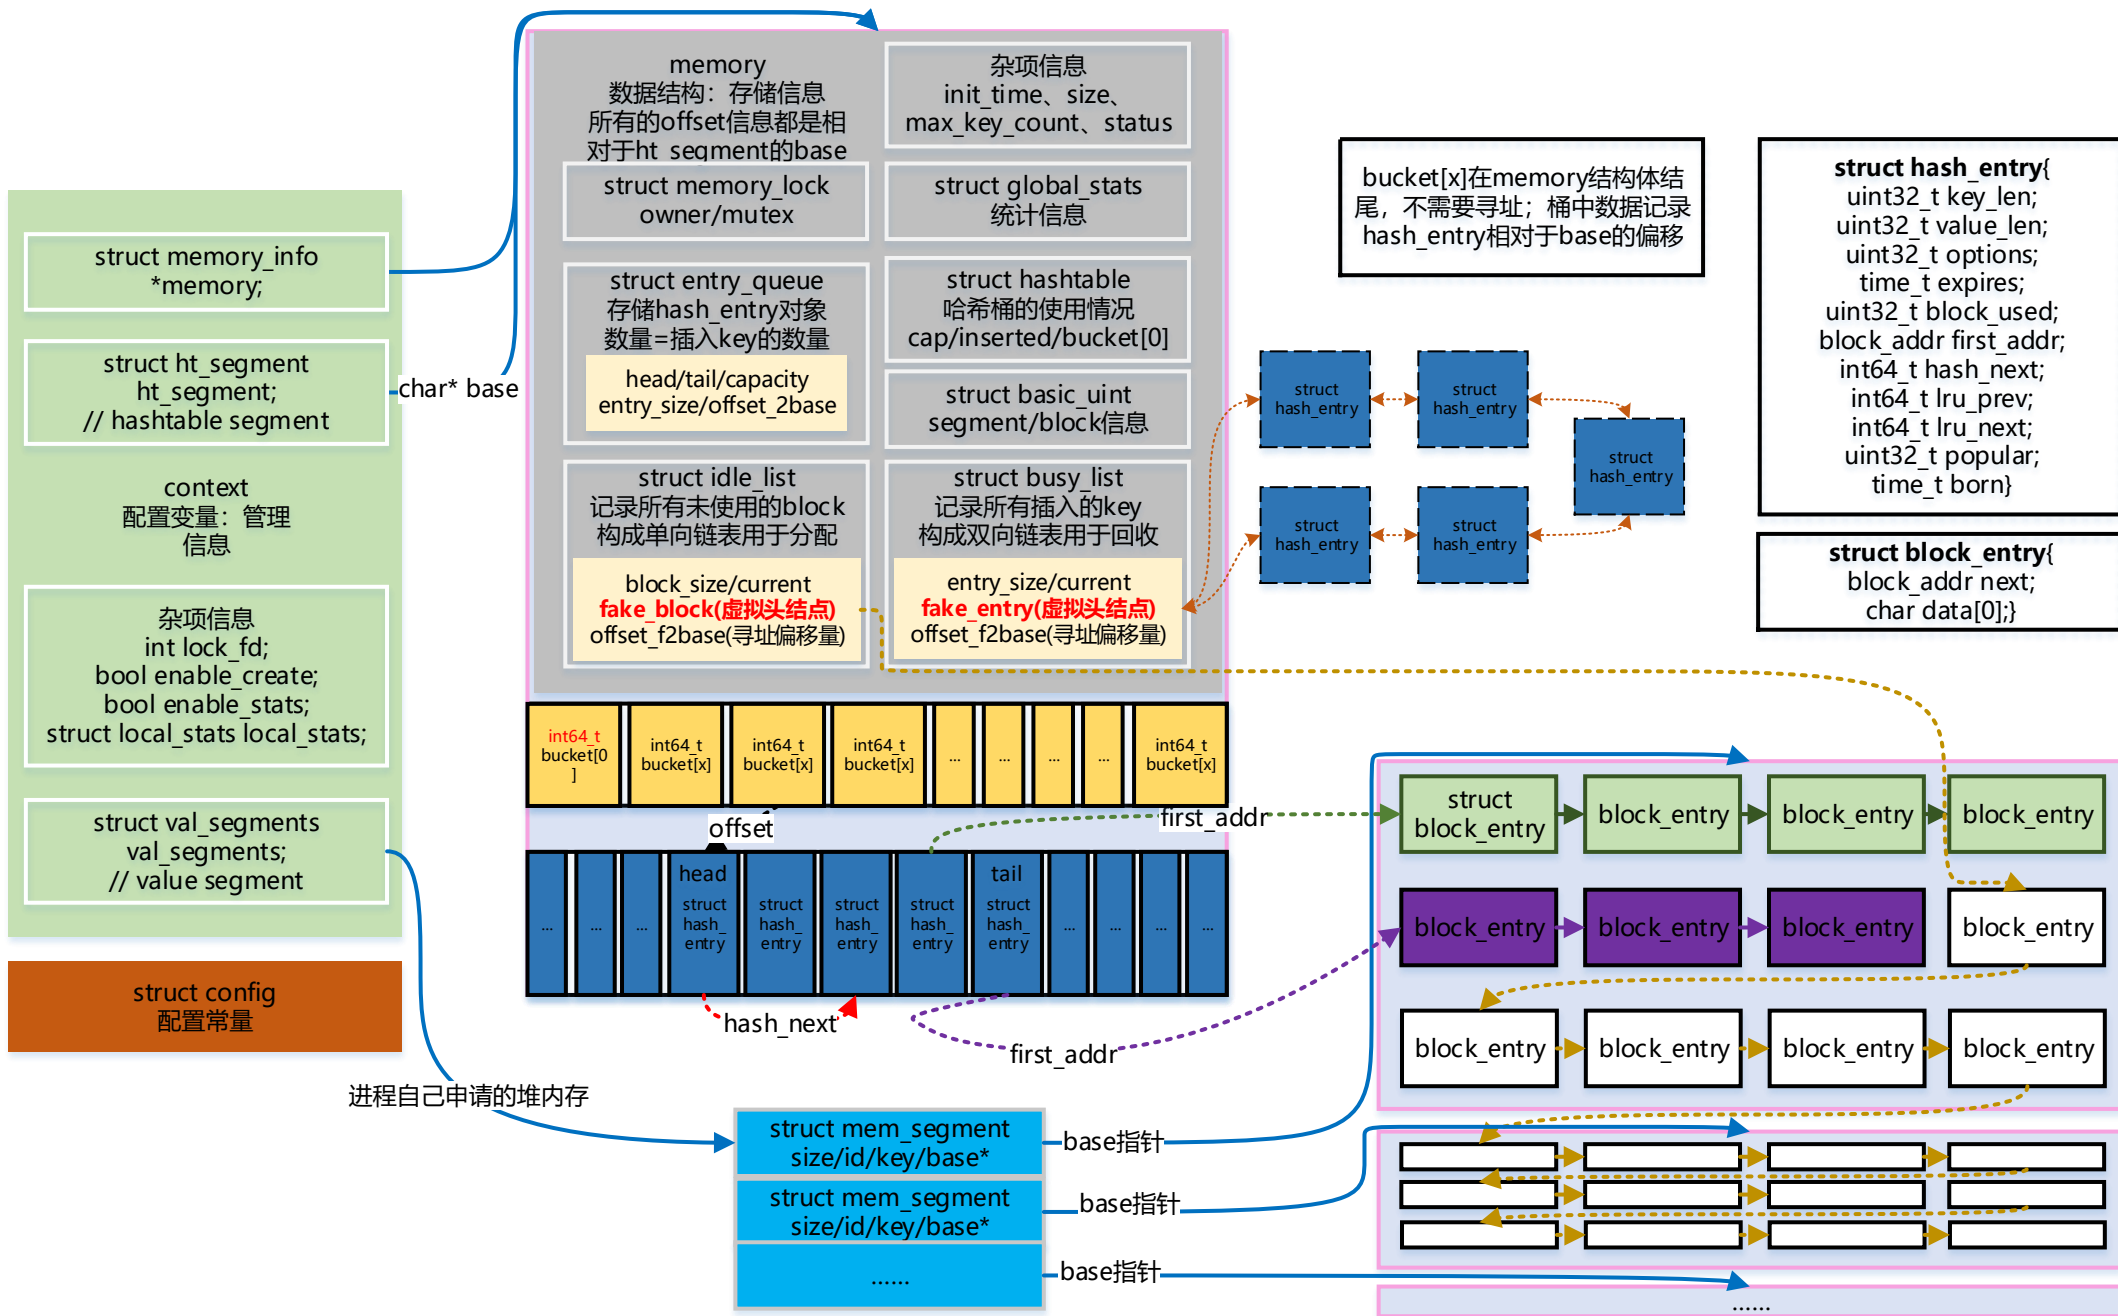 struct memory_info
*memory;
struct ht_segment
ht_segment;
// hashtable segment
context
配置变量：管理
信息
杂项信息
int lock_fd;
bool enable_create;
bool enable_stats;
struct local_stats local_stats;
struct val_segments
val_segments;
// value segment
struct config
配置常量
char* base
进程自己申请的堆内存
memory
数据结构：存储信息
所有的offset信息都是相
对于ht_segment的base
杂项信息
init_time、size、
max_key_count、status
struct memory_lock
owner/mutex
struct global_stats
统计信息
struct entry_queue
存储hash_entry对象
数量=插入key的数量
head/tail/capacity
entry_size/offset_2base
struct hashtable
哈希桶的使用情况
cap/inserted/bucket[0]
struct basic_uint
segment/block信息
struct idle_list
记录所有未使用的block
构成单向链表用于分配
block_size/current
fake_block(虚拟头结点)
offset_f2base(寻址偏移量)
struct busy_list
记录所有插入的key
构成双向链表用于回收
entry_size/current
fake_entry(虚拟头结点)
offset_f2base(寻址偏移量)
int64_t
bucket[0
]
int64_t
bucket[x]
int64_t
bucket[x]
int64_t
bucket[x]
...
...
...
...
int64_t
bucket[x]
offset
first_addr
...
...
...
head
struct
hash_
entry
struct
hash_
entry
struct
hash_
entry
struct
hash_
entry
tail
struct
hash_
entry
...
...
...
...
hash_next
first_addr
struct mem_segment
size/id/key/base*
struct mem_segment
size/id/key/base*
......
base指针
base指针
base指针
bucket[x]在memory结构体结
尾，不需要寻址；桶中数据记录
hash_entry相对于base的偏移
struct
hash_entry
struct
hash_entry
struct
hash_entry
struct
hash_entry
struct
hash_entry
struct hash_entry{
uint32_t key_len;
uint32_t value_len;
uint32_t options;
time_t expires;
uint32_t block_used;
block_addr first_addr;
int64_t hash_next;
int64_t lru_prev;
int64_t lru_next;
uint32_t popular;
time_t born}
struct block_entry{
block_addr next;
char data[0];}
struct
block_entry
block_entry
block_entry
block_entry
block_entry
block_entry
block_entry
block_entry
block_entry
block_entry
block_entry
block_entry
......